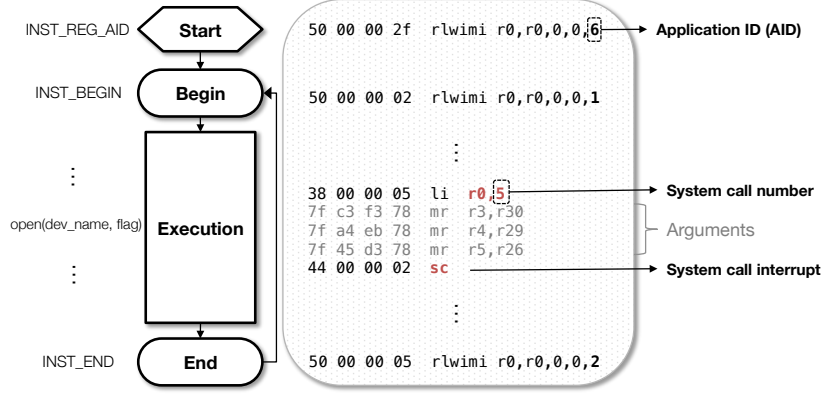 INST_REG_AID Start 50 00 00 2f rlwimi r0,r0,0,0,6 Application ID (AID)
INST_BEGIN Begin 50 00 00 02 rlwimi r0,r0,0,0,1
⋮
⋮
38 00 00 05 li r0,5 System call number
7f c3 f3 78 mr r3,r30
open(dev_name, flag) Execution 7f a4 eb 78 mr r4,r29 Arguments
7f 45 d3 78 mr r5,r26
⋮ 44 00 00 02 sc System call interrupt
⋮
INST_END End 50 00 00 05 rlwimi r0,r0,0,0,2